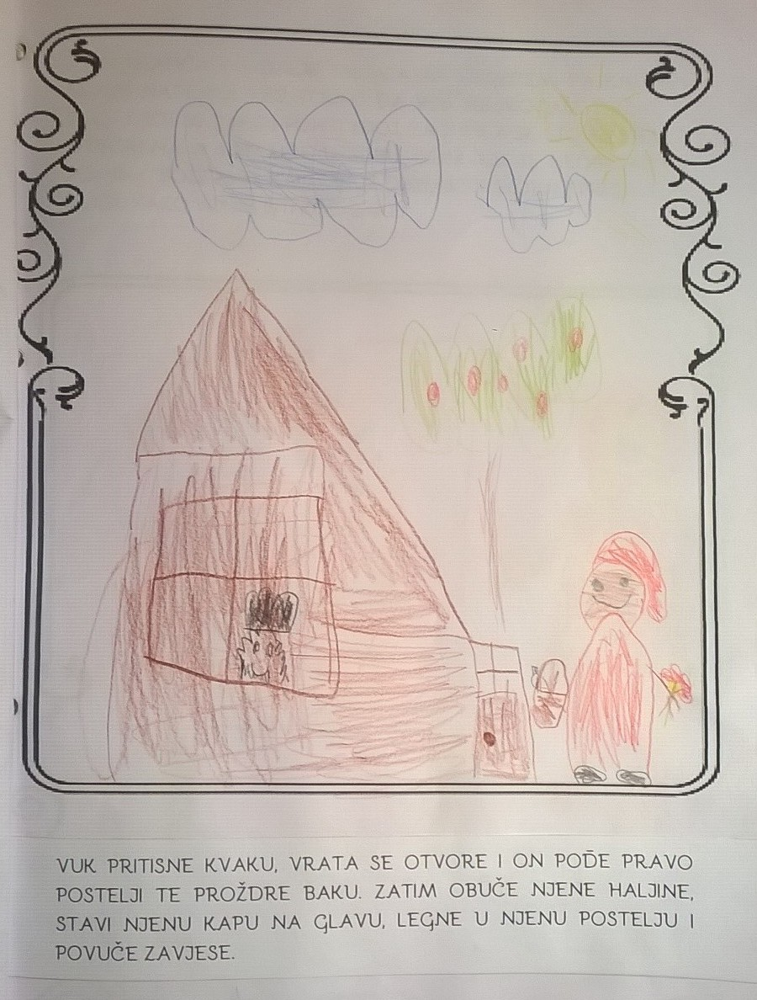 VUK PRITISNE KVAKU, VRATA SE OTVORE I ON POĐE PRAVO
POSTELJI TE PROŽDRE BAKU. ZATIM OBUČE NJENE HALJINE,
STAVI NJENU KAPU NA GLAVU, LEGNE U NJENU POSTELJU I
POVUČE ZAVJESE.